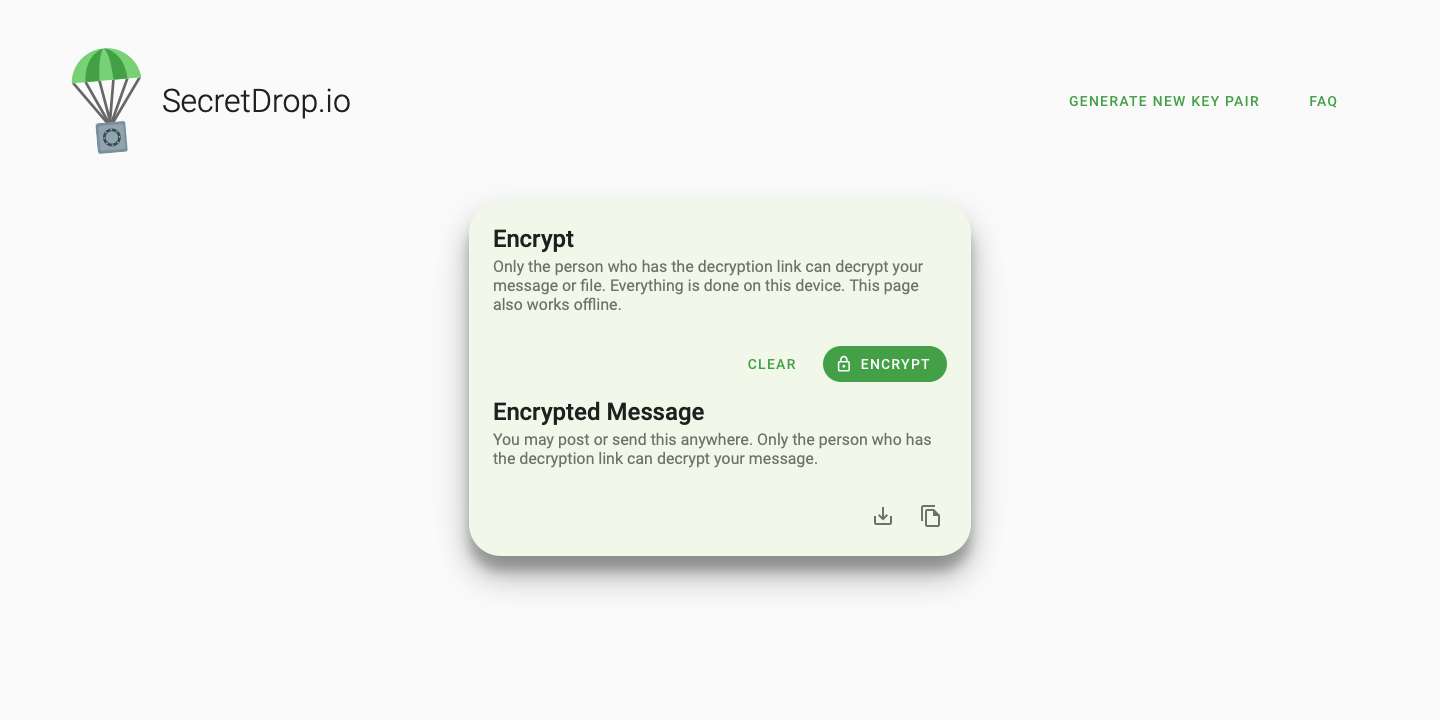 SecretDrop.io
GENERATE NEW KEY PAIR
FAQ
Encrypt
Only the person who has the decryption link can decrypt your
message or file. Everything is done on this device. This page
also works offline.
CLEAR
ENCRYPT
Encrypted Message
You may post or send this anywhere. Only the person who has
the decryption link can decrypt your message.